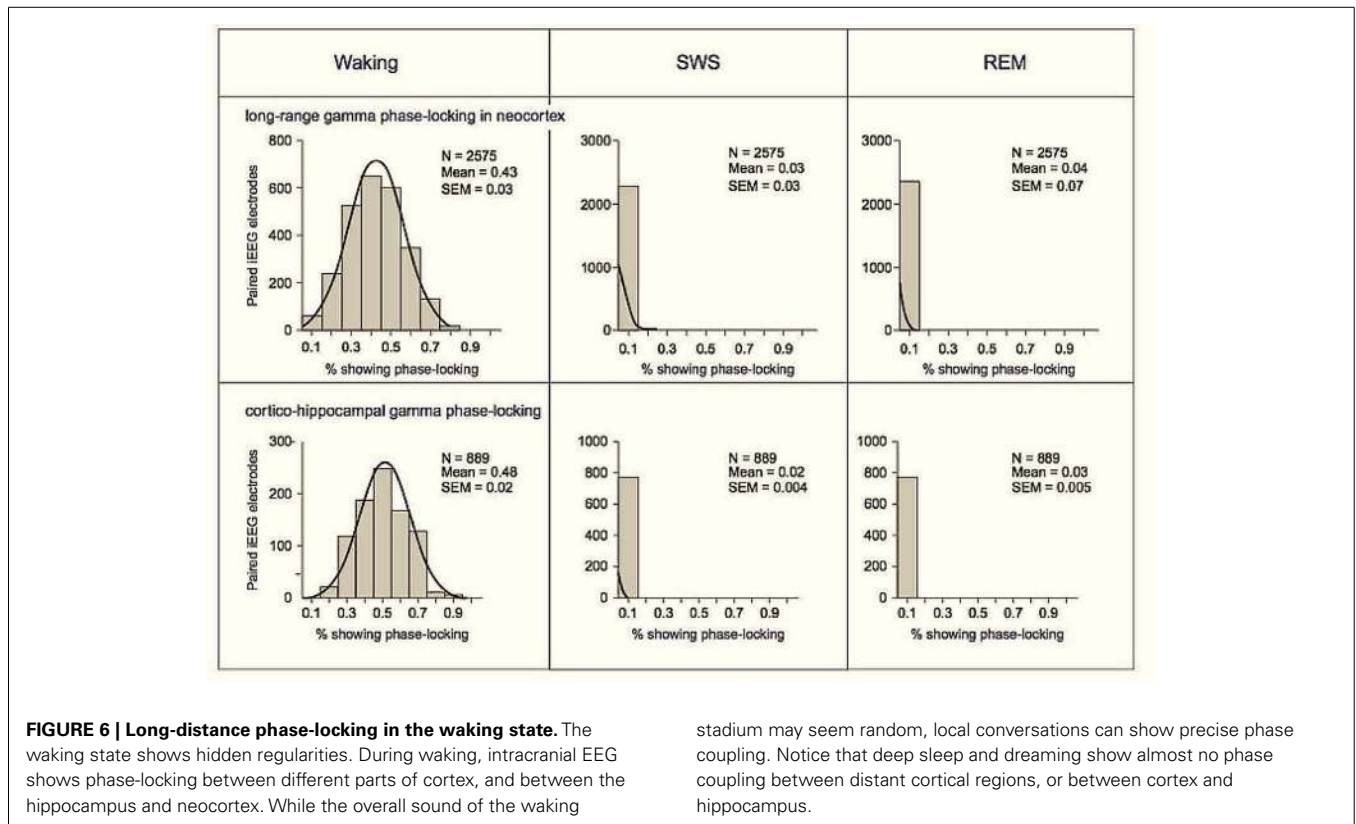 Waking
SWS
REM
long-range gamma phase-locking in neocortex
800
600
400
200
0
Paired iEEG electrodes
N = 2575
Mean = 0.43
SEM = 0.03
0.1 0.3 0.5 0.7 0.9
% showing phase-locking
3000
2000
1000
0
N = 2575
Mean = 0.03
SEM = 0.03
0.1 0.3 0.5 0.7 0.9
% showing phase-locking
3000
2000
1000
0
N = 2575
Mean = 0.04
SEM = 0.07
0.1 0.3 0.5 0.7 0.9
% showing phase-locking
cortico-hippocampal gamma phase-locking
300
200
100
0
Paired iEEG electrodes
N = 889
Mean = 0.48
SEM = 0.02
0.1 0.3 0.5 0.7 0.9
% showing phase-locking
1000
800
600
400
200
0
N = 889
Mean = 0.02
SEM = 0.004
0.1 0.3 0.5 0.7 0.9
% showing phase-locking
1000
800
600
400
200
0
N = 889
Mean = 0.03
SEM = 0.005
0.1 0.3 0.5 0.7 0.9
% showing phase-locking
FIGURE 6 | Long-distance phase-locking in the waking state. The
waking state shows hidden regularities. During waking, intracranial EEG
shows phase-locking between different parts of cortex, and between the
hippocampus and neocortex. While the overall sound of the waking
stadium may seem random, local conversations can show precise phase
coupling. Notice that deep sleep and dreaming show almost no phase
coupling between distant cortical regions, or between cortex and
hippocampus.